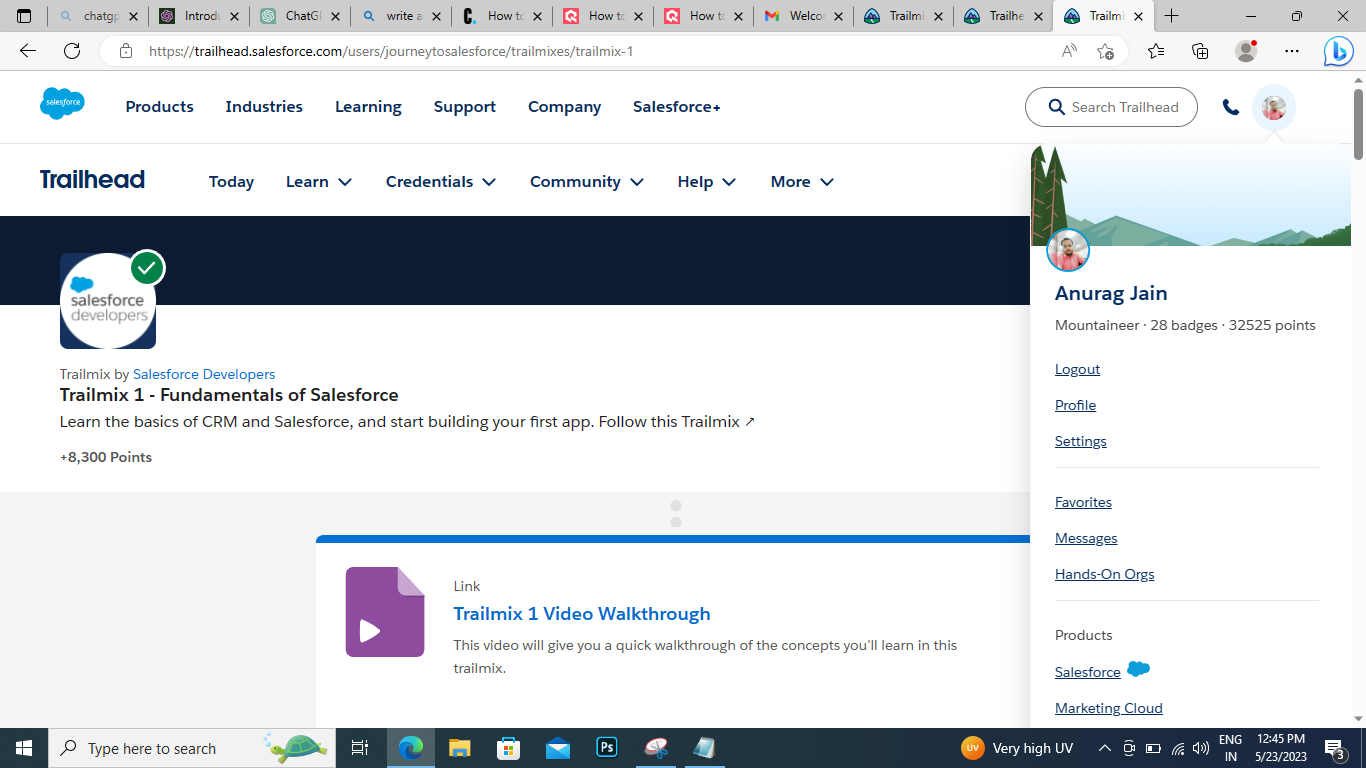 chatgp
Introdu
ChatGP
write a
How to
How to
How to
Welcor
Trailmi
Trailhe
Trailmi
https://trailhead.salesforce.com/users/journeytosalesforce/trailmixes/trailmix-1
salesforce
Products Industries Learning Support Company Salesforce+
Search Trailhead
Trailhead
Today Learn Credentials Community Help More
salesforce
developers
Trailmix by Salesforce Developers
Trailmix 1 - Fundamentals of Salesforce
Learn the basics of CRM and Salesforce, and start building your first app. Follow this Trailmix ↗
+8,300 Points
Link
Trailmix 1 Video Walkthrough
This video will give you a quick walkthrough of the concepts you'll learn in this
trailmix.
Anurag Jain
Mountaineer · 28 badges · 32525 points
Logout
Profile
Settings
Favorites
Messages
Hands-On Orgs
Products
Salesforce
Marketing Cloud
Type here to search
Ps
UV
Very high UV
ENG
IN
12:45 PM
5/23/2023
3